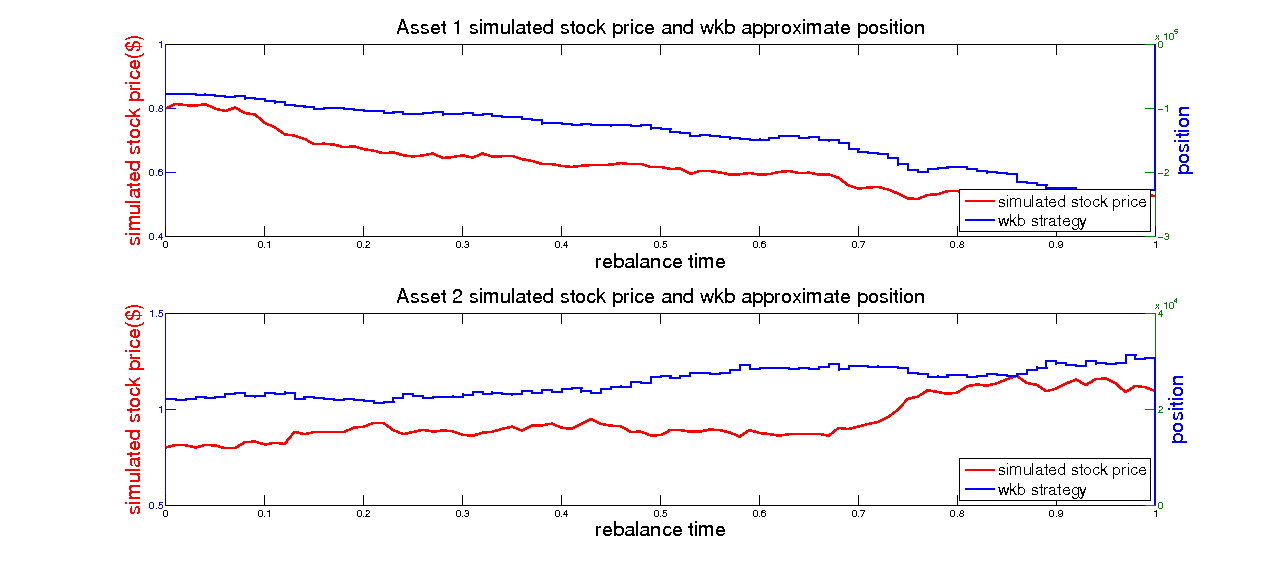 Asset 1 simulated stock price and wkb approximate position
x 10^5
simulated stock price($)
position
1
0.8
0.6
0.4
0
-1
-2
-3
simulated stock price
wkb strategy
0 0.1 0.2 0.3 0.4 0.5 0.6 0.7 0.8 0.9 1
rebalance time
Asset 2 simulated stock price and wkb approximate position
x 10^4
simulated stock price($)
position
1.5
1
0.5
4
2
0
simulated stock price
wkb strategy
0 0.1 0.2 0.3 0.4 0.5 0.6 0.7 0.8 0.9 1
rebalance time